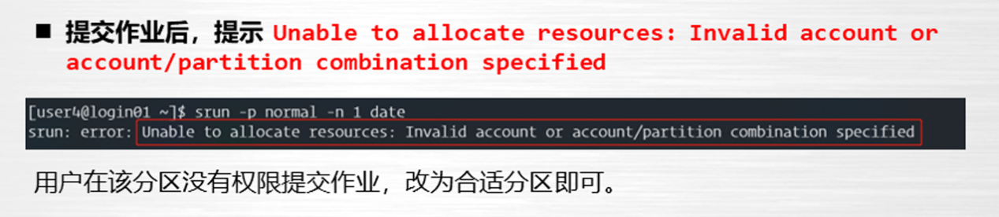 ■ 提交作业后，提示 Unable to allocate resources: Invalid account or
account/partition combination specified
[user4@login01 ~]$ srun -p normal -n 1 date
srun: error: Unable to allocate resources: Invalid account or account/partition combination specified
用户在该分区没有权限提交作业，改为合适分区即可。